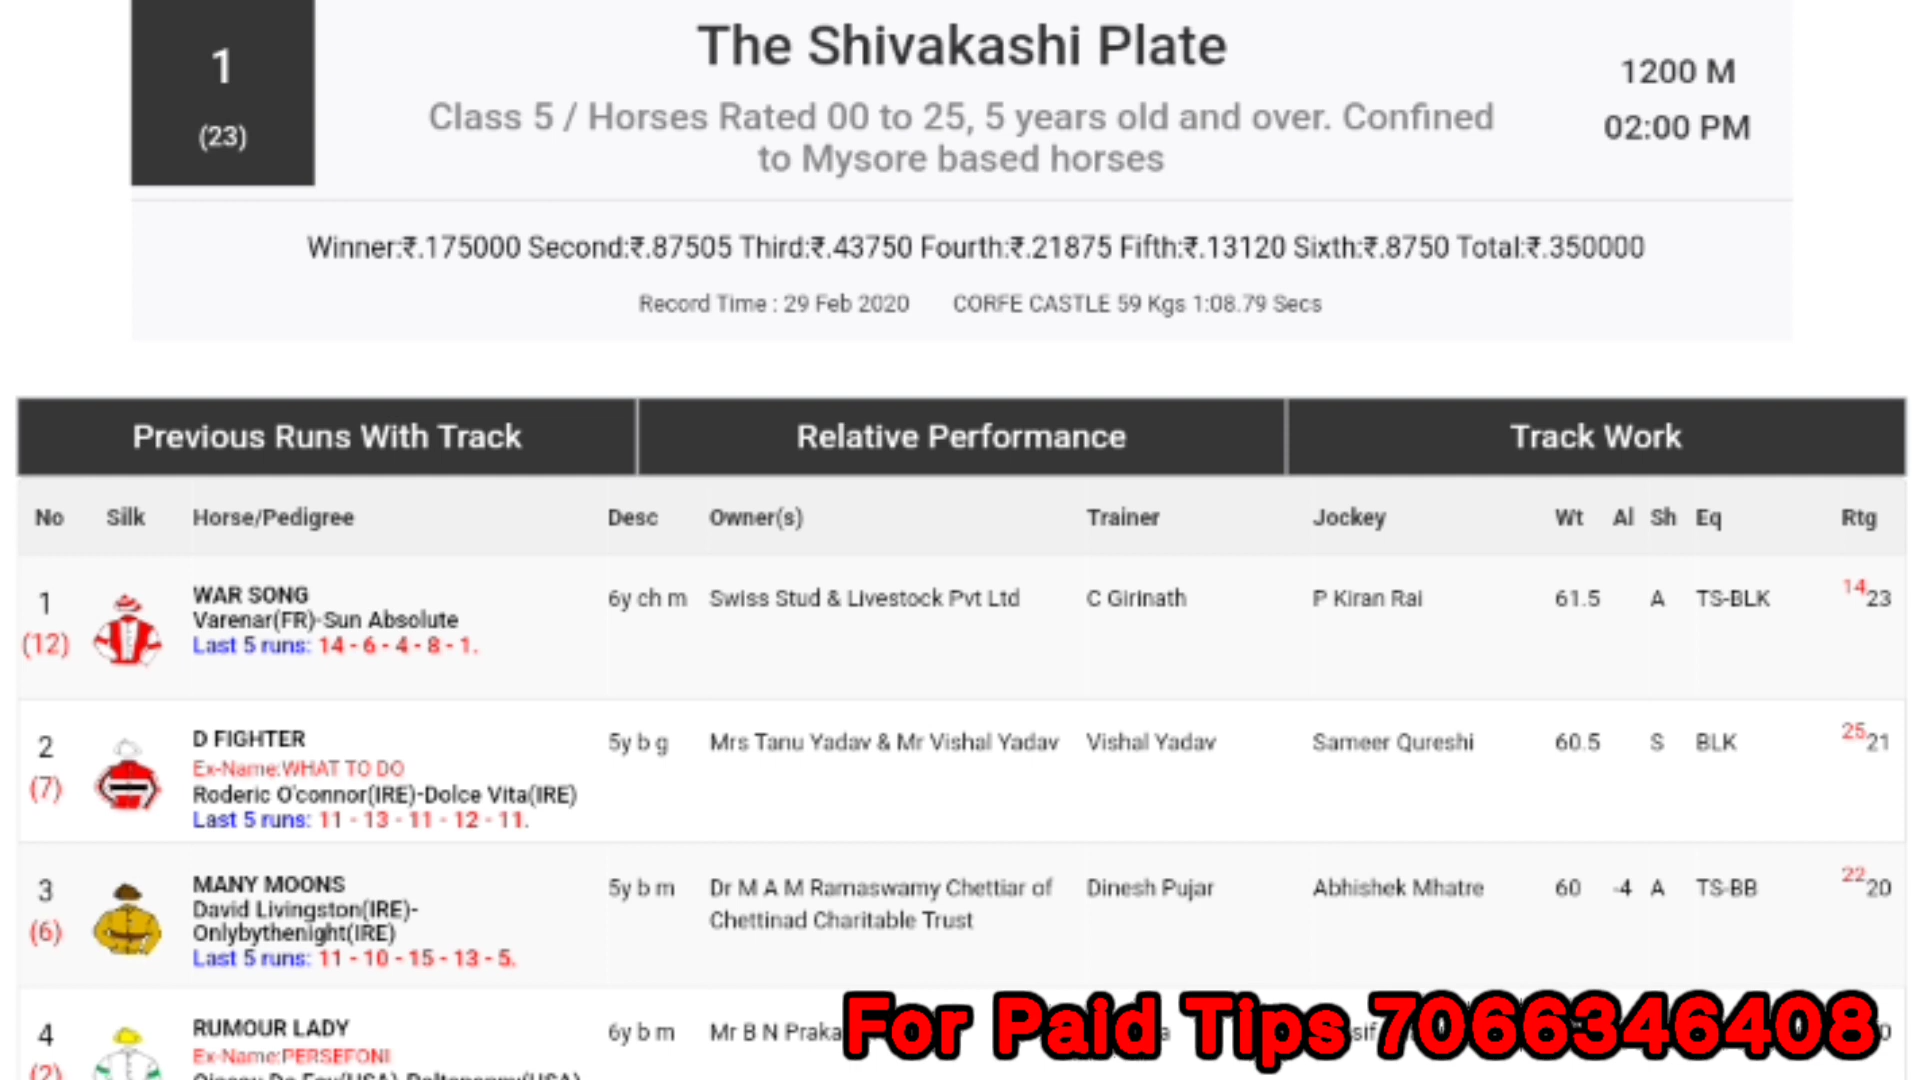 1
(23)
The Shivakashi Plate
Class 5 / Horses Rated 00 to 25, 5 years old and over. Confined
to Mysore based horses
1200 M
02:00 PM
Winner:₹.175000 Second:₹.87505 Third:₹.43750 Fourth:₹.21875 Fifth:₹.13120 Sixth:₹.8750 Total:₹.350000
Record Time : 29 Feb 2020 CORFE CASTLE 59 Kgs 1:08.79 Secs
Previous Runs With Track Relative Performance Track Work
No Silk Horse/Pedigree Desc Owner(s) Trainer Jockey Wt Al Sh Eq Rtg
1 WAR SONG 6y ch m Swiss Stud & Livestock Pvt Ltd C Girinath P Kiran Rai 61.5 A TS-BLK 14 23
(12) Varenar(FR)-Sun Absolute
Last 5 runs: 14 - 6 - 4 - 8 - 1.
2 D FIGHTER 5y b g Mrs Tanu Yadav & Mr Vishal Yadav Vishal Yadav Sameer Qureshi 60.5 S BLK 25 21
(7) Ex-Name:WHAT TO DO
Roderic O'connor(IRE)-Dolce Vita(IRE)
Last 5 runs: 11 - 13 - 11 - 12 - 11.
3 MANY MOONS 5y b m Dr M A M Ramaswamy Chettiar of Dinesh Pujar Abhishek Mhatre 60 -4 A TS-BB 22 20
(6) David Livingston(IRE)- Chettinad Charitable Trust
Onlybythenight(IRE)
Last 5 runs: 11 - 10 - 15 - 13 - 5.
4 RUMOUR LADY 6y b m Mr B N Praka
(2) Ex-Name:PERSEFONI
For Paid Tips 7066346408